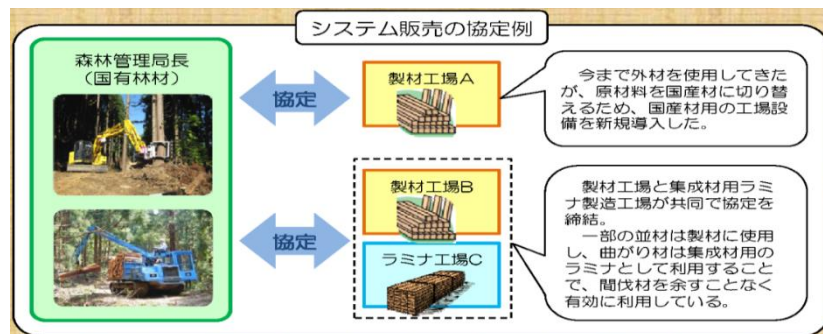 システム販売の協定例
森林管理局長
（国有林材）
協定
製材工場A
今まで外材を使用してきた
が、原材料を国産材に切り替
えるため、国産材用の工場設
備を新規導入した。
協定
製材工場B
ラミナ工場C
製材工場と集成材用ラミ
ナ製造工場が共同で協定を
締結。
一部の並材は製材に使用
し、曲がり材は集成材用の
ラミナとして利用すること
で、間伐材を余すことなく
有効に利用している。